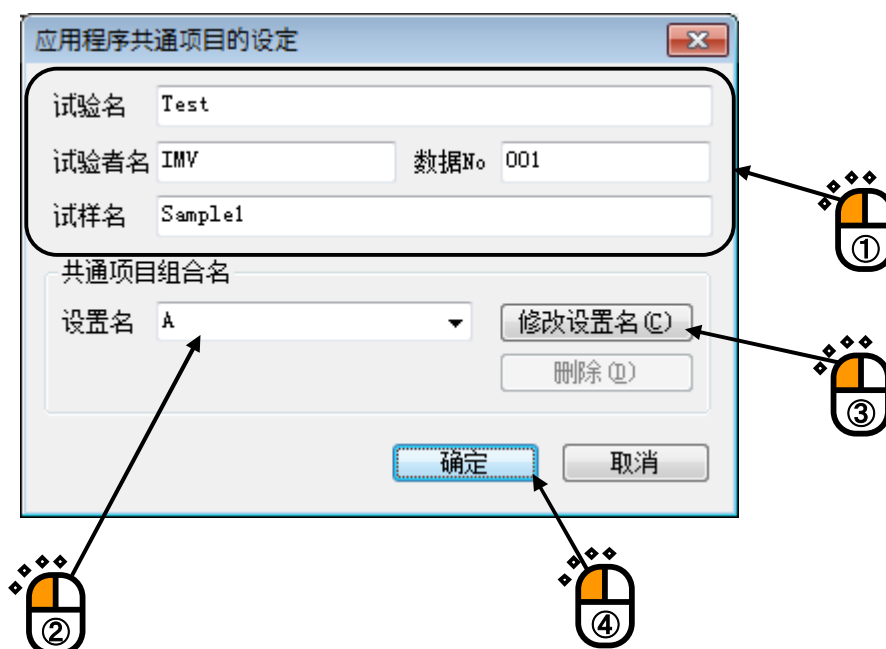 应用程序共通项目的设定
试验名 Test
试验者名 IMV 数据No 001
①
试样名 Sample1
共通项目组合名
设置名 A 修改设置名(C)
删除(D)
③
确定 取消
② ④